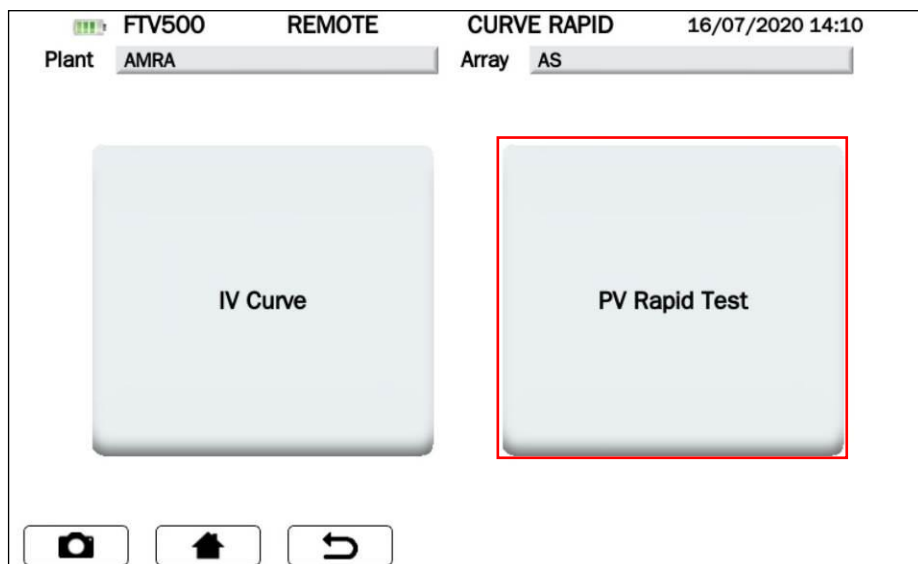 FTV500 REMOTE CURVE RAPID 16/07/2020 14:10
Plant AMRA Array AS
IV Curve PV Rapid Test